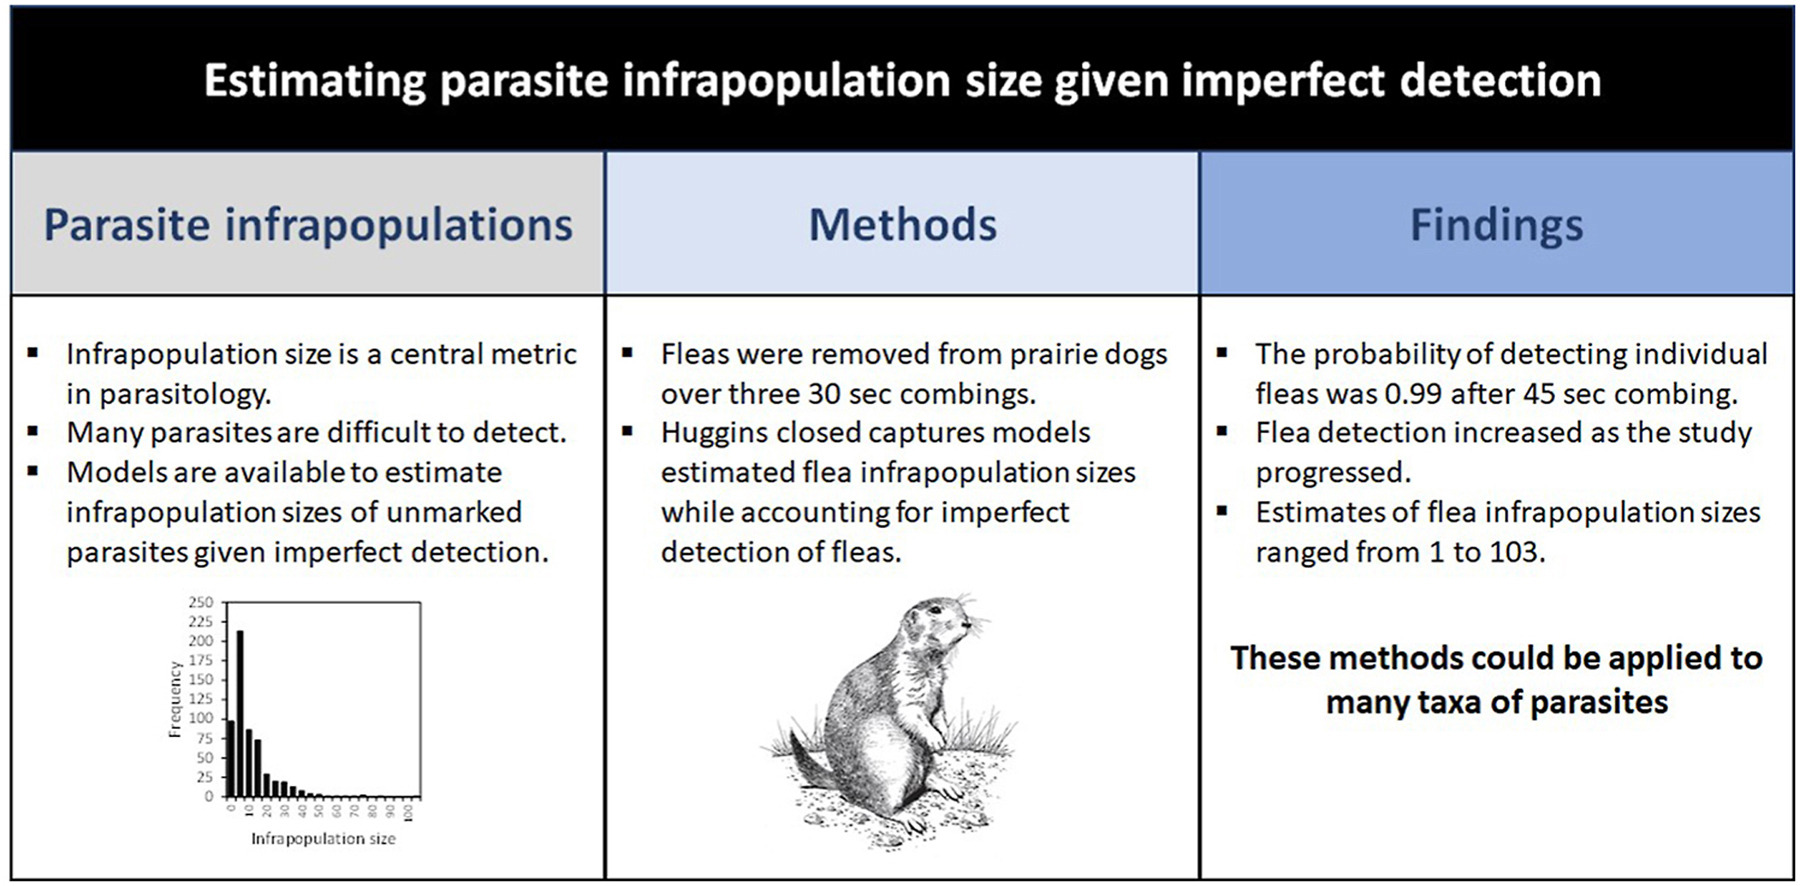 Estimating parasite infrapopulation size given imperfect detection
Parasite infrapopulations
Methods
Findings
▪ Infrapopulation size is a central metric
in parasitology.
▪ Many parasites are difficult to detect.
▪ Models are available to estimate
infrapopulation sizes of unmarked
parasites given imperfect detection.
250
225
200
175
150
125
100
75
50
25
0
Frequency
0 10 20 30 40 50 60 70 80 90 100
Infrapopulation size
▪ Fleas were removed from prairie dogs
over three 30 sec combings.
▪ Huggins closed captures models
estimated flea infrapopulation sizes
while accounting for imperfect
detection of fleas.
▪ The probability of detecting individual
fleas was 0.99 after 45 sec combing.
▪ Flea detection increased as the study
progressed.
▪ Estimates of flea infrapopulation sizes
ranged from 1 to 103.
These methods could be applied to
many taxa of parasites